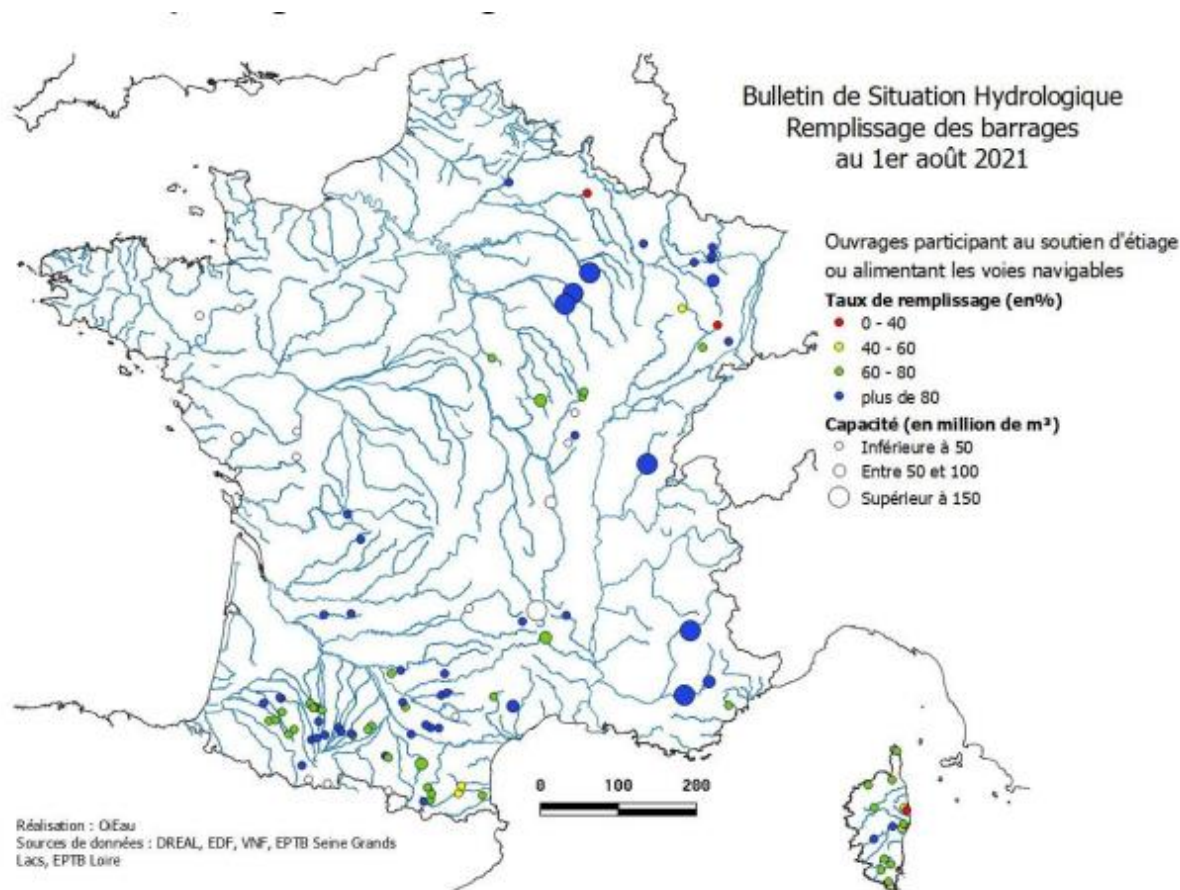 Bulletin de Situation Hydrologique
Remplissage des barrages
au 1er août 2021
Ouvrages participant au soutien d'étiage
ou alimentant les voies navigables
Taux de remplissage (en%)
0 - 40
40 - 60
60 - 80
plus de 80
Capacité (en million de m³)
Inférieure à 50
Entre 50 et 100
Supérieur à 150
0 100 200
Réalisation : OiEau
Sources de données : DREAL, EDF, VNF, EPTB Seine Grands
Lacs, EPTB Loire